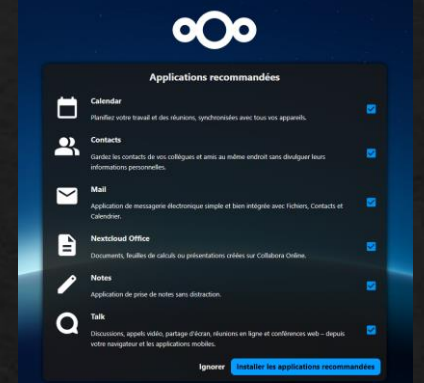 Applications recommandées
Calendar
Planifiez votre travail et des réunions, synchronisées avec tous vos appareils.
Contacts
Gardez les contacts de vos collègues et amis au même endroit sans divulguer leurs
informations personnelles.
Mail
Application de messagerie électronique simple et bien intégrée avec Fichiers, Contacts et
Calendrier.
Nextcloud Office
Documents, feuilles de calculs ou présentations créées sur Collabora Online.
Notes
Application de prise de notes sans distraction.
Talk
Discussions, appels vidéo, partage d'écran, réunions en ligne et conférences web – depuis
votre navigateur et les applications mobiles.
Ignorer Installer les applications recommandées